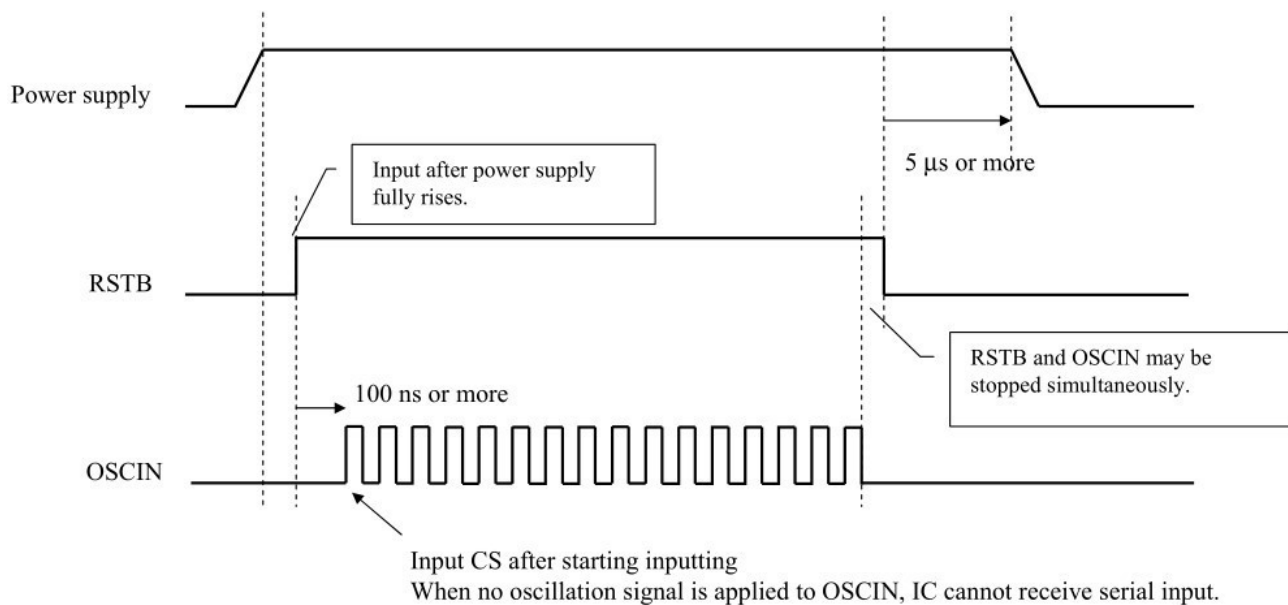 Power supply
5 μs or more
Input after power supply
fully rises.
RSTB
RSTB and OSCIN may be
stopped simultaneously.
100 ns or more
OSCIN
Input CS after starting inputting
When no oscillation signal is applied to OSCIN, IC cannot receive serial input.